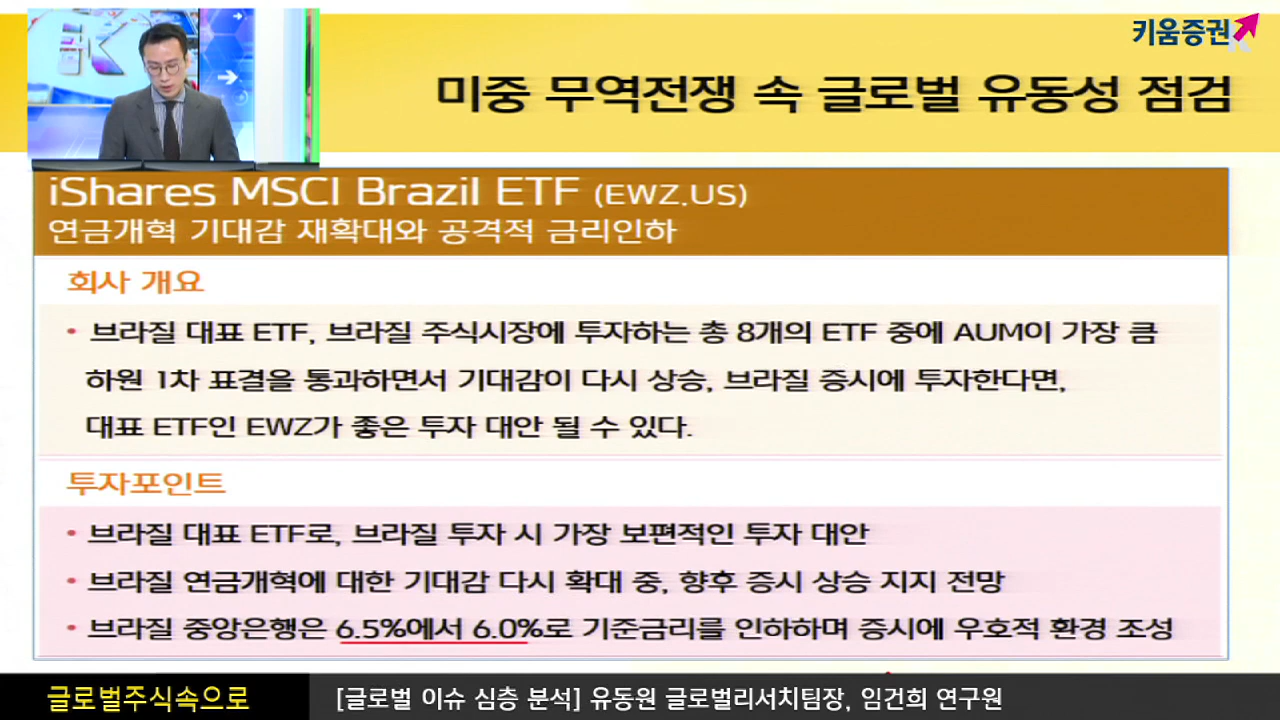 키움증권
미중 무역전쟁 속 글로벌 유동성 점검
iShares MSCI Brazil ETF (EWZ.US)
연금개혁 기대감 재확대와 공격적 금리인하
회사 개요
• 브라질 대표 ETF, 브라질 주식시장에 투자하는 총 8개의 ETF 중에 AUM이 가장 큼
하원 1차 표결을 통과하면서 기대감이 다시 상승, 브라질 증시에 투자한다면,
대표 ETF인 EWZ가 좋은 투자 대안 될 수 있다.
투자포인트
• 브라질 대표 ETF로, 브라질 투자 시 가장 보편적인 투자 대안
• 브라질 연금개혁에 대한 기대감 다시 확대 중, 향후 증시 상승 지지 전망
• 브라질 중앙은행은 6.5%에서 6.0%로 기준금리를 인하하며 증시에 우호적 환경 조성
글로벌주식속으로
[글로벌 이슈 심층 분석] 유동원 글로벌리서치팀장, 임건희 연구원